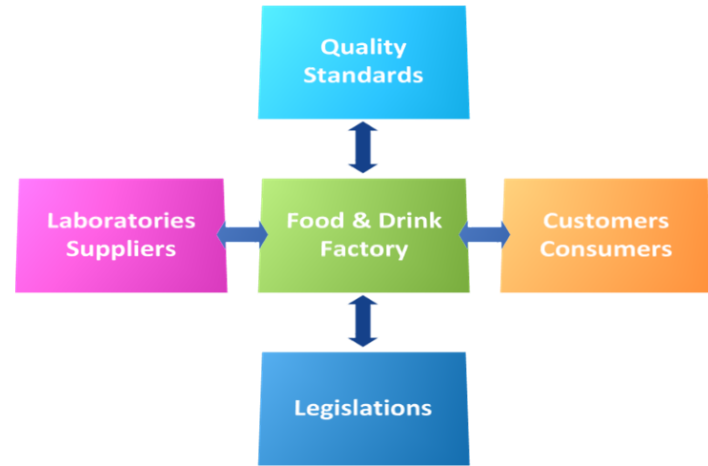 Quality
Standards
Laboratories
Suppliers
Food & Drink
Factory
Customers
Consumers
Legislations